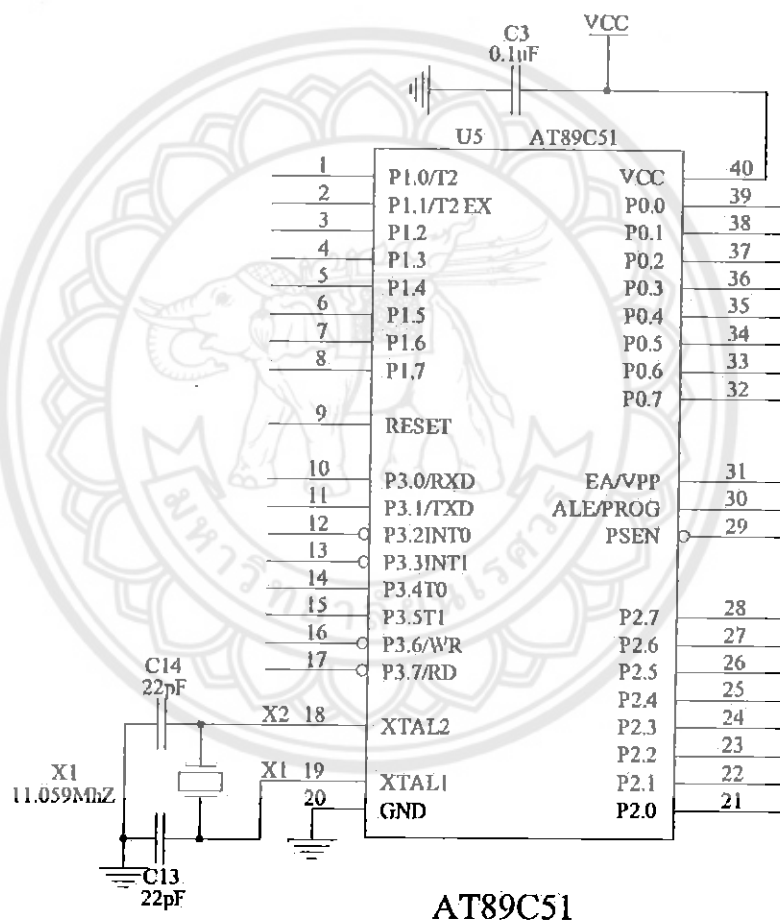 VCC
C3
0.1uF
U5 AT89C51
1 P1.0/T2
2 P1.1/T2 EX
3 P1.2
4 P1.3
5 P1.4
6 P1.5
7 P1.6
8 P1.7
9 RESET
10 P3.0/RXD
11 P3.1/TXD
12 P3.2INT0
13 P3.3INT1
14 P3.4T0
15 P3.5T1
16 P3.6/WR
17 P3.7/RD
X2 18 XTAL2
X1 19 XTAL1
20 GND
VCC 40
P0.0 39
P0.1 38
P0.2 37
P0.3 36
P0.4 35
P0.5 34
P0.6 33
P0.7 32
EA/VPP 31
ALE/PROG 30
PSEN 29
P2.7 28
P2.6 27
P2.5 26
P2.4 25
P2.3 24
P2.2 23
P2.1 22
P2.0 21
C14
22pF
X1
11.059MhZ
C13
22pF
AT89C51